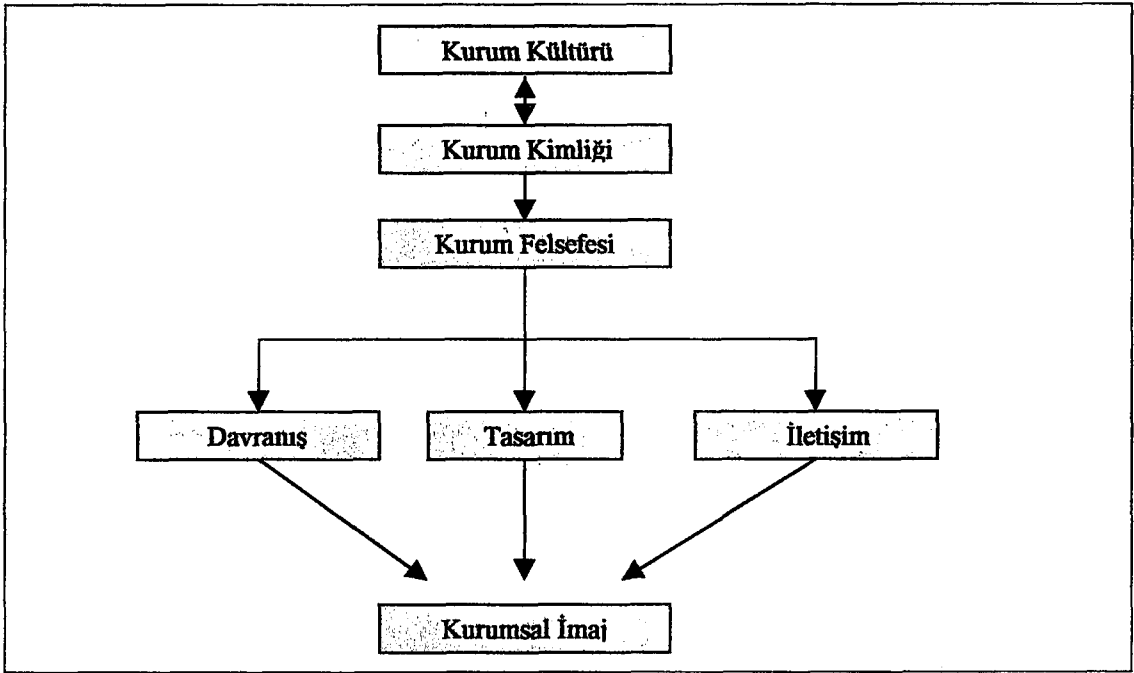 Kurum Kültürü
Kurum Kimliği
Kurum Felsefesi
Davranış
Tasarım
İletişim
Kurumsal İmaj